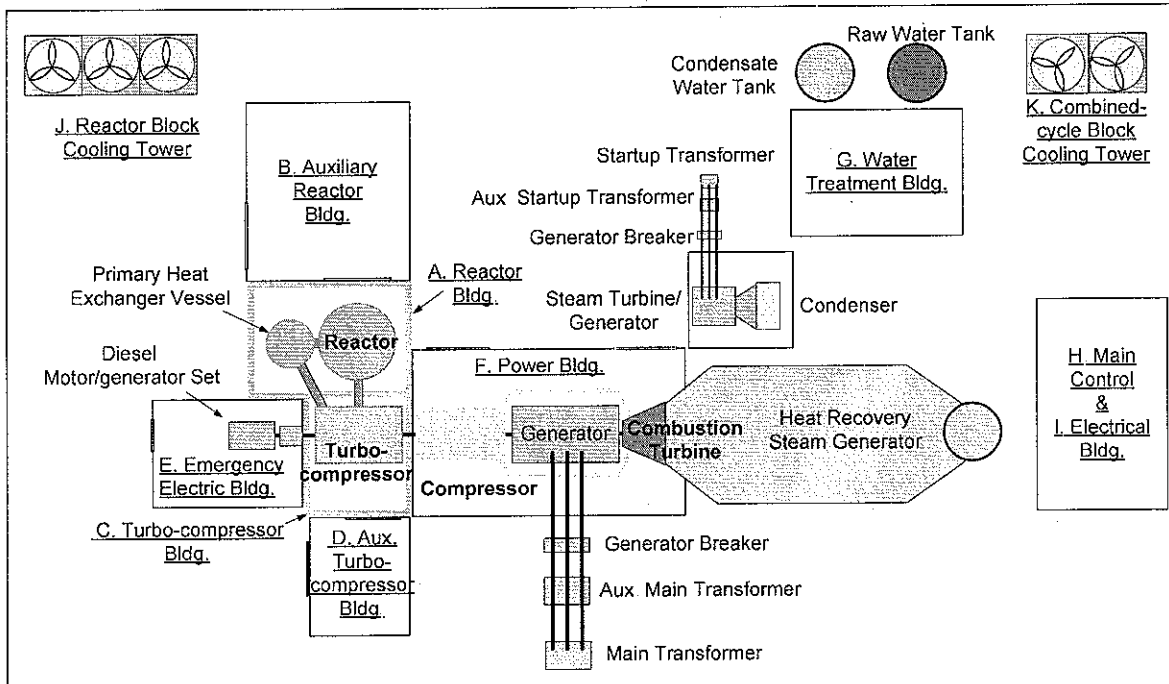 Raw Water Tank
Condensate
Water Tank
J. Reactor Block
Cooling Tower
K. Combined-
cycle Block
Cooling Tower
B. Auxiliary
Reactor
Bldg.
Startup Transformer
G. Water
Treatment Bldg.
Aux Startup Transformer
Generator Breaker
Primary Heat
Exchanger Vessel
A. Reactor
Bldg.
Steam Turbine/
Generator
Condenser
Reactor
Diesel
Motor/generator Set
F. Power Bldg.
H. Main
Control
&
I. Electrical
Bldg.
Generator
Combustion
Turbine
Heat Recovery
Steam Generator
Turbo-
compressor
E. Emergency
Electric Bldg.
Compressor
C. Turbo-compressor
Bldg.
D. Aux.
Turbo-
compressor
Bldg.
Generator Breaker
Aux Main Transformer
Main Transformer